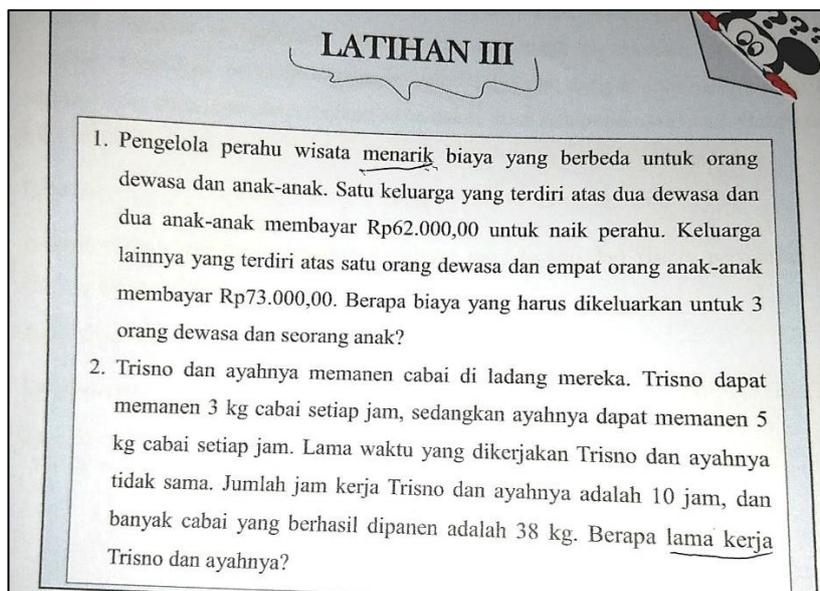 LATIHAN III
1. Pengelola perahu wisata menarik biaya yang berbeda untuk orang
dewasa dan anak-anak. Satu keluarga yang terdiri atas dua dewasa dan
dua anak-anak membayar Rp62.000,00 untuk naik perahu. Keluarga
lainnya yang terdiri atas satu orang dewasa dan empat orang anak-anak
membayar Rp73.000,00. Berapa biaya yang harus dikeluarkan untuk 3
orang dewasa dan seorang anak?
2. Trisno dan ayahnya memanen cabai di ladang mereka. Trisno dapat
memanen 3 kg cabai setiap jam, sedangkan ayahnya dapat memanen 5
kg cabai setiap jam. Lama waktu yang dikerjakan Trisno dan ayahnya
tidak sama. Jumlah jam kerja Trisno dan ayahnya adalah 10 jam, dan
banyak cabai yang berhasil dipanen adalah 38 kg. Berapa lama kerja
Trisno dan ayahnya?